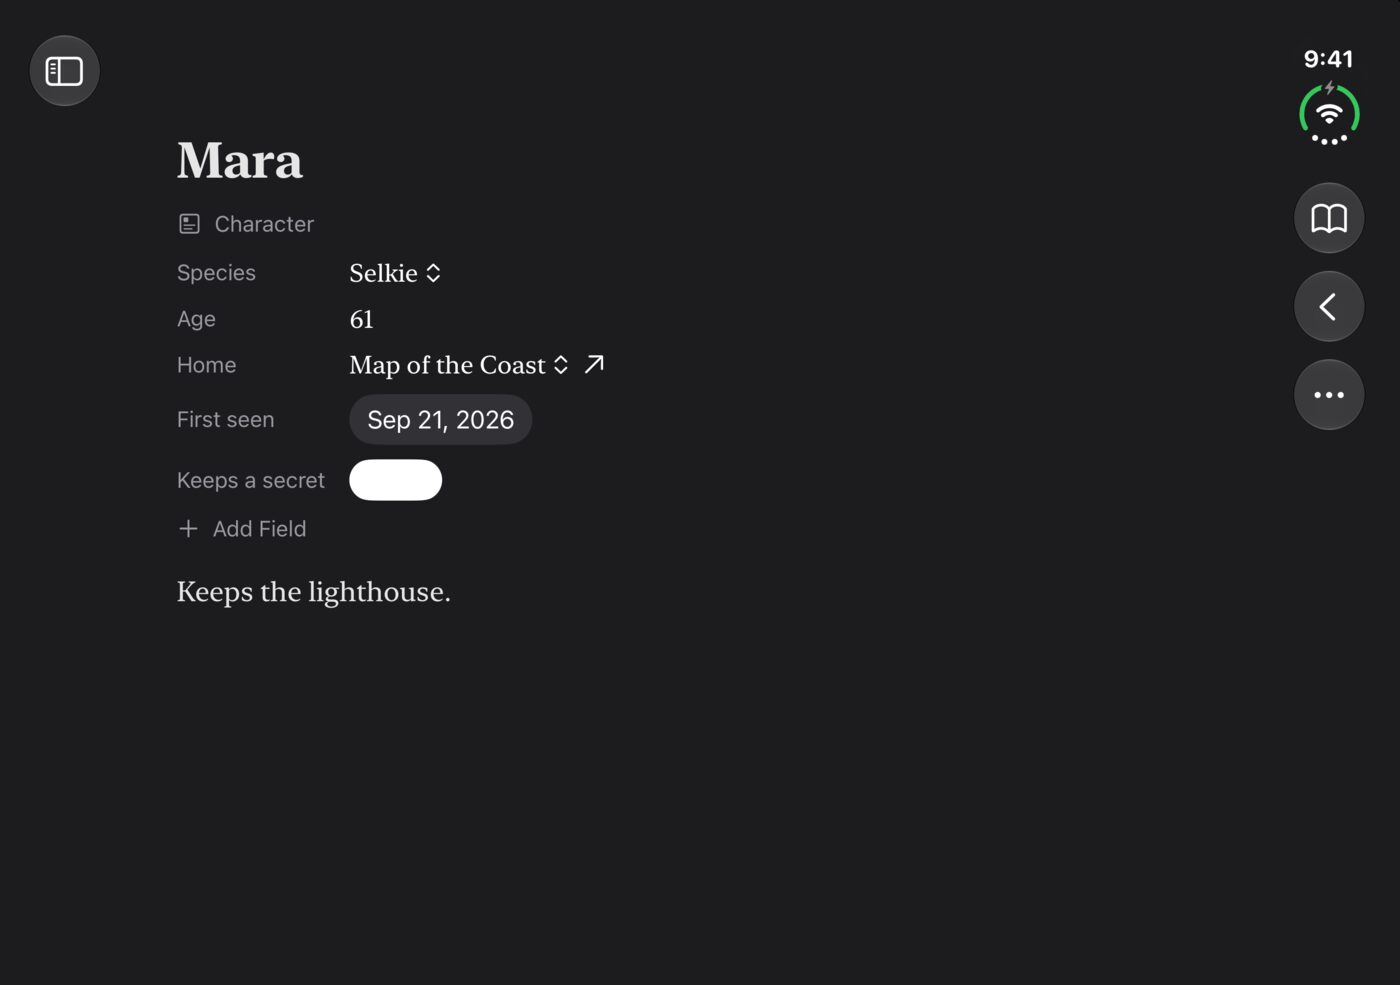 9:41
Mara
Character
Species Selkie
Age 61
Home Map of the Coast
First seen Sep 21, 2026
Keeps a secret
Add Field
Keeps the lighthouse.